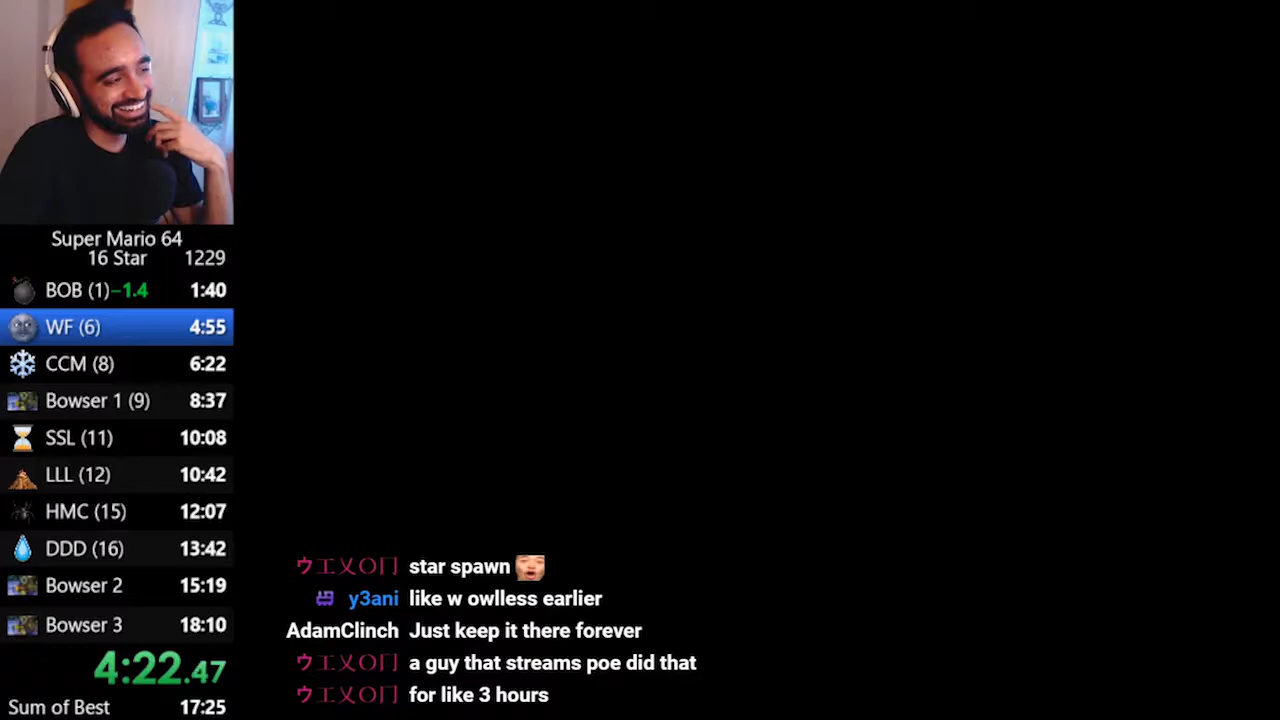 Super Mario 64
16 Star 1229
BOB (1) −1.4 1:40
WF (6) 4:55
CCM (8) 6:22
Bowser 1 (9) 8:37
SSL (11) 10:08
LLL (12) 10:42
HMC (15) 12:07
DDD (16) 13:42
Bowser 2 15:19
Bowser 3 18:10
4:22.47
Sum of Best 17:25
ウエ乂〇冂 star spawn
y3ani like w owlless earlier
AdamClinch Just keep it there forever
ウエ乂〇冂 a guy that streams poe did that
ウエ乂〇冂 for like 3 hours